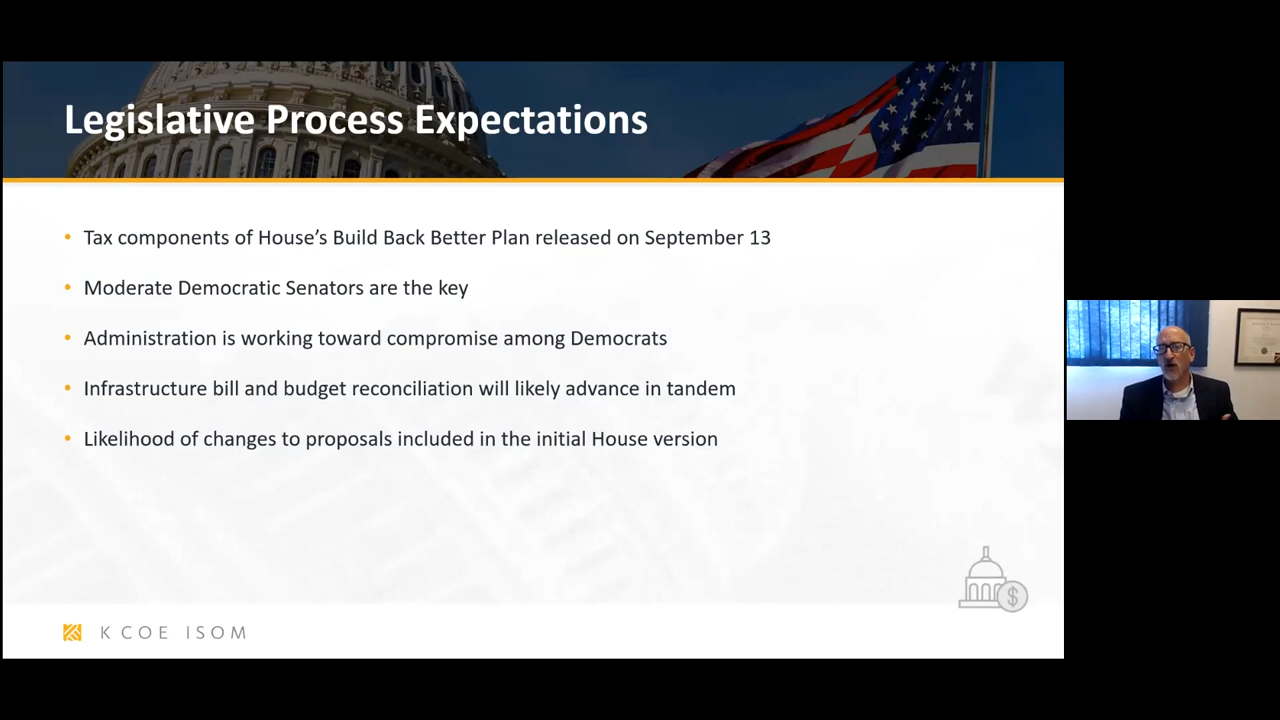 Legislative Process Expectations
• Tax components of House's Build Back Better Plan released on September 13
• Moderate Democratic Senators are the key
• Administration is working toward compromise among Democrats
• Infrastructure bill and budget reconciliation will likely advance in tandem
• Likelihood of changes to proposals included in the initial House version
$
K COE ISOM